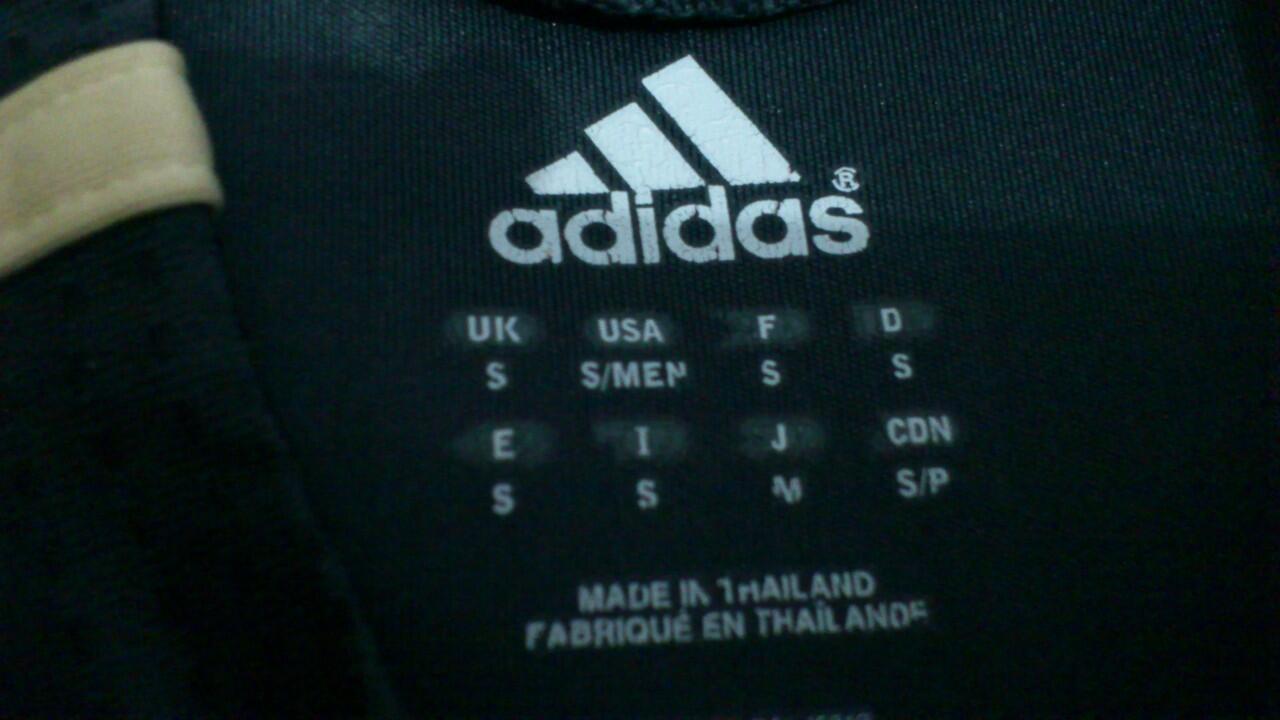 adidas®
UK USA F D
S S/MEN S S
E I J CDN
S S M S/P
MADE IN THAILAND
FABRIQUÉ EN THAÏLANDE